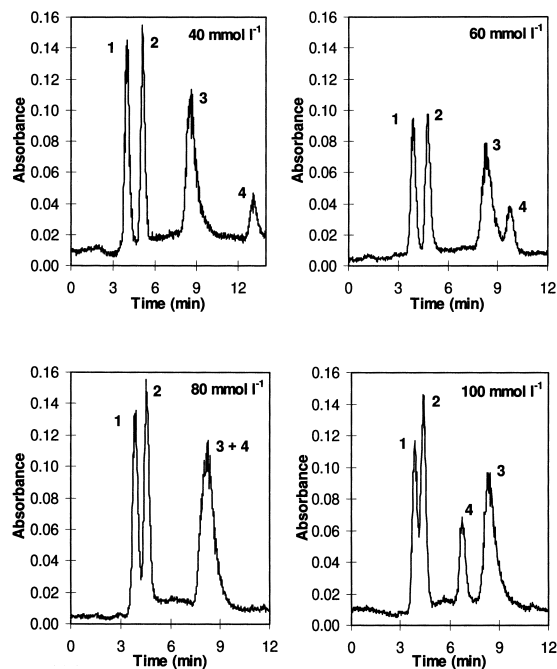 40 mmol l⁻¹
Absorbance
0.16
0.14
0.12
0.10
0.08
0.06
0.04
0.02
0.00
1
2
3
4
0 3 6 9 12
Time (min)
60 mmol l⁻¹
Absorbance
0.16
0.14
0.12
0.10
0.08
0.06
0.04
0.02
0.00
1
2
3
4
0 3 6 9 12
Time (min)
80 mmol l⁻¹
Absorbance
0.16
0.14
0.12
0.10
0.08
0.06
0.04
0.02
0.00
1
2
3 + 4
0 3 6 9 12
Time (min)
100 mmol l⁻¹
Absorbance
0.16
0.14
0.12
0.10
0.08
0.06
0.04
0.02
0.00
1
2
4
3
0 3 6 9 12
Time (min)